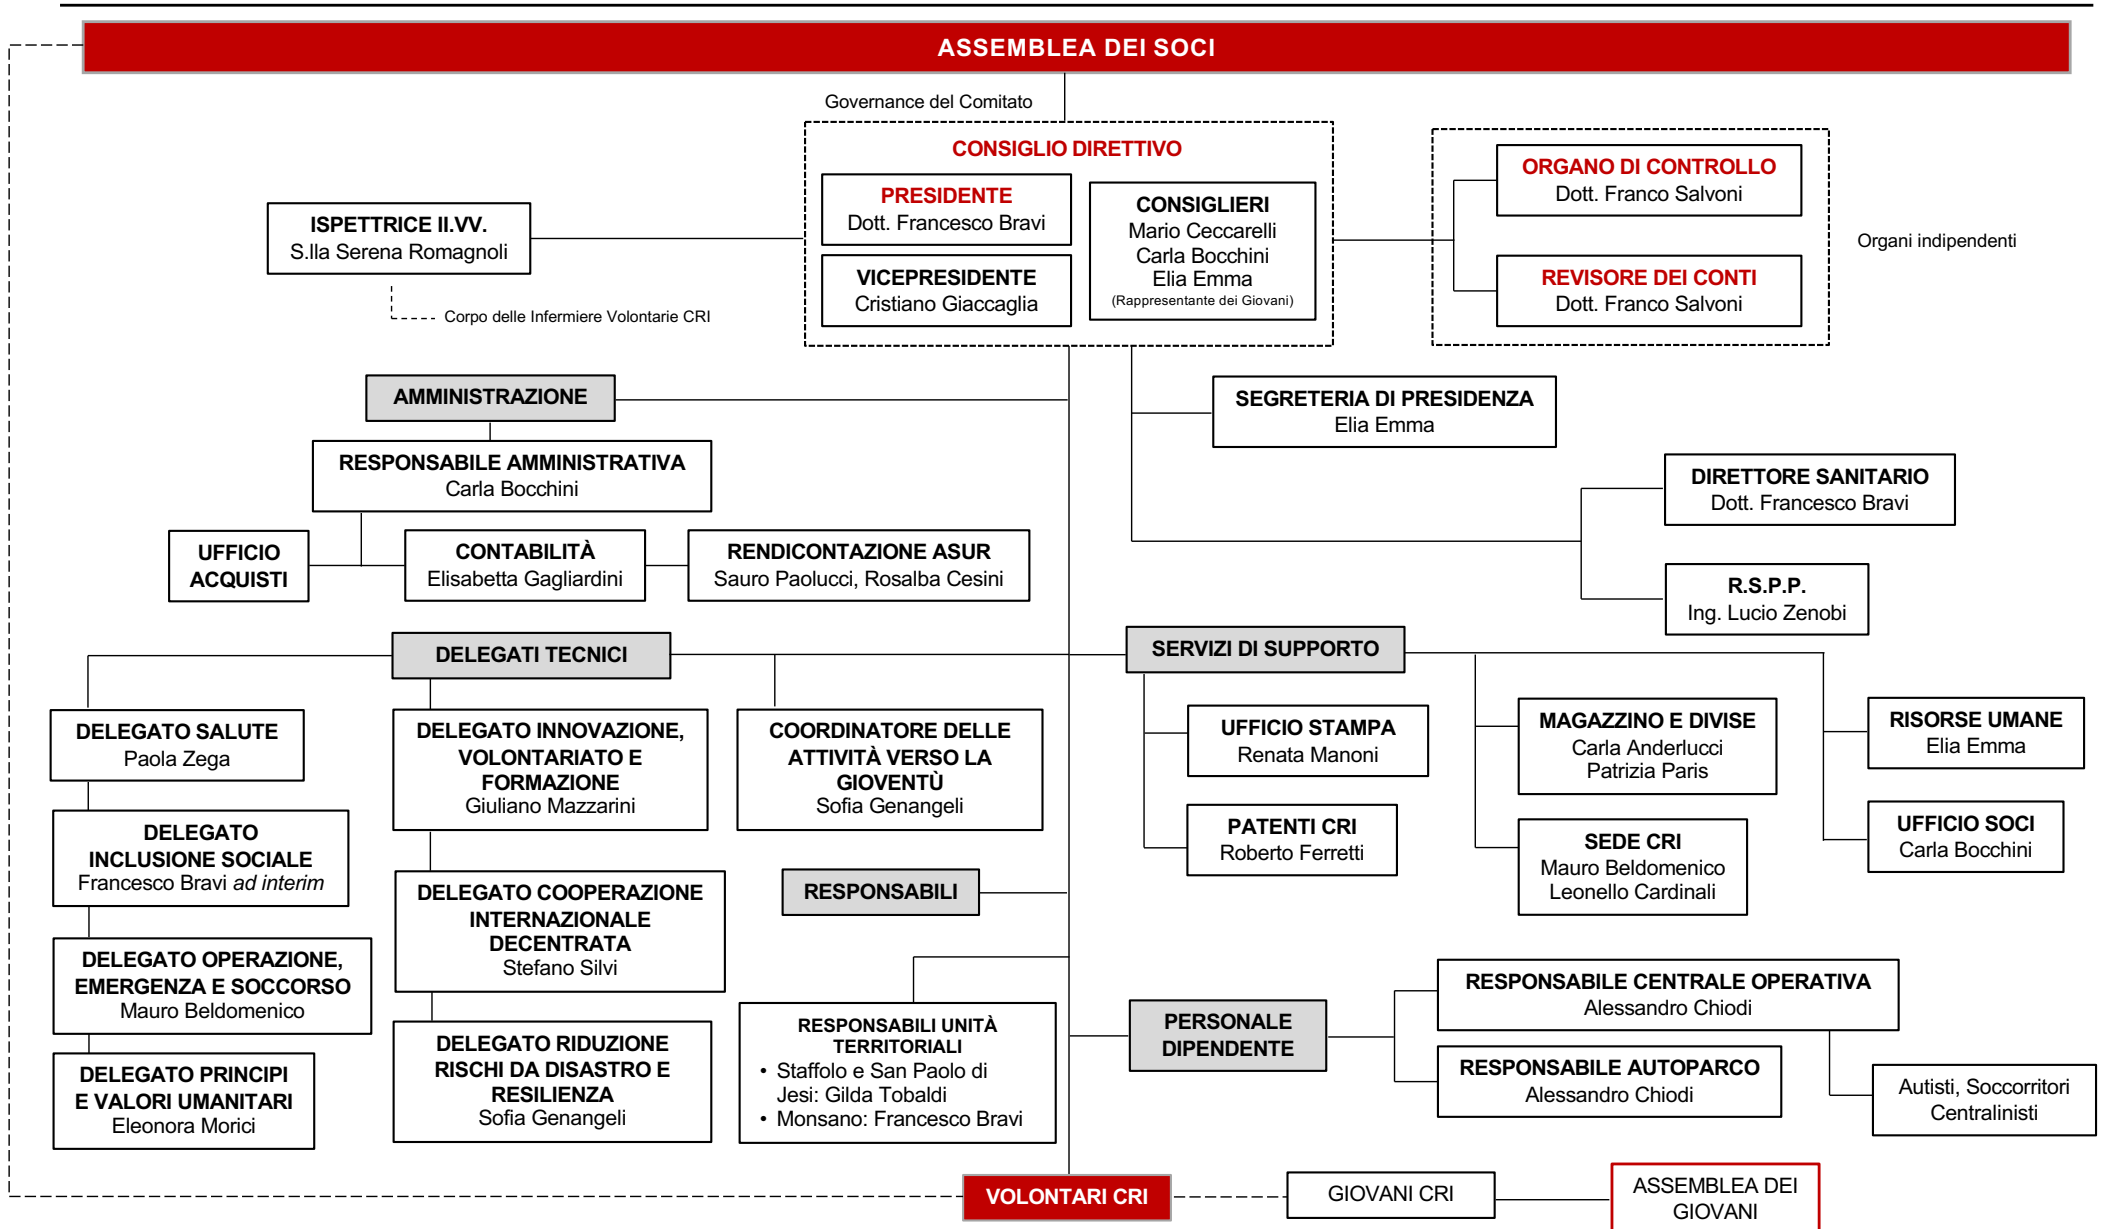 ASSEMBLEA DEI SOCI
Governance del Comitato
CONSIGLIO DIRETTIVO
PRESIDENTE
Dott. Francesco Bravi
VICEPRESIDENTE
Cristiano Giaccaglia
CONSIGLIERI
Mario Ceccarelli
Carla Bocchini
Elia Emma
(Rappresentante dei Giovani)
ORGANO DI CONTROLLO
Dott. Franco Salvoni
REVISORE DEI CONTI
Dott. Franco Salvoni
Organi indipendenti
ISPETTRICE II.VV.
S.lla Serena Romagnoli
Corpo delle Infermiere Volontarie CRI
AMMINISTRAZIONE
RESPONSABILE AMMINISTRATIVA
Carla Bocchini
UFFICIO
ACQUISTI
CONTABILITÀ
Elisabetta Gagliardini
RENDICONTAZIONE ASUR
Sauro Paolucci, Rosalba Cesini
SEGRETERIA DI PRESIDENZA
Elia Emma
DIRETTORE SANITARIO
Dott. Francesco Bravi
R.S.P.P.
Ing. Lucio Zenobi
DELEGATI TECNICI
DELEGATO SALUTE
Paola Zega
DELEGATO
INCLUSIONE SOCIALE
Francesco Bravi ad interim
DELEGATO OPERAZIONE,
EMERGENZA E SOCCORSO
Mauro Beldomenico
DELEGATO PRINCIPI
E VALORI UMANITARI
Eleonora Morici
DELEGATO INNOVAZIONE,
VOLONTARIATO E
FORMAZIONE
Giuliano Mazzarini
DELEGATO COOPERAZIONE
INTERNAZIONALE
DECENTRATA
Stefano Silvi
DELEGATO RIDUZIONE
RISCHI DA DISASTRO E
RESILIENZA
Sofia Genangeli
COORDINATORE DELLE
ATTIVITÀ VERSO LA
GIOVENTÙ
Sofia Genangeli
RESPONSABILI
RESPONSABILI UNITÀ
TERRITORIALI
• Staffolo e San Paolo di
Jesi: Gilda Tobaldi
• Monsano: Francesco Bravi
SERVIZI DI SUPPORTO
UFFICIO STAMPA
Renata Manoni
PATENTI CRI
Roberto Ferretti
MAGAZZINO E DIVISE
Carla Anderlucci
Patrizia Paris
SEDE CRI
Mauro Beldomenico
Leonello Cardinali
RISORSE UMANE
Elia Emma
UFFICIO SOCI
Carla Bocchini
PERSONALE
DIPENDENTE
RESPONSABILE CENTRALE OPERATIVA
Alessandro Chiodi
RESPONSABILE AUTOPARCO
Alessandro Chiodi
Autisti, Soccorritori
Centralinisti
VOLONTARI CRI
GIOVANI CRI
ASSEMBLEA DEI
GIOVANI